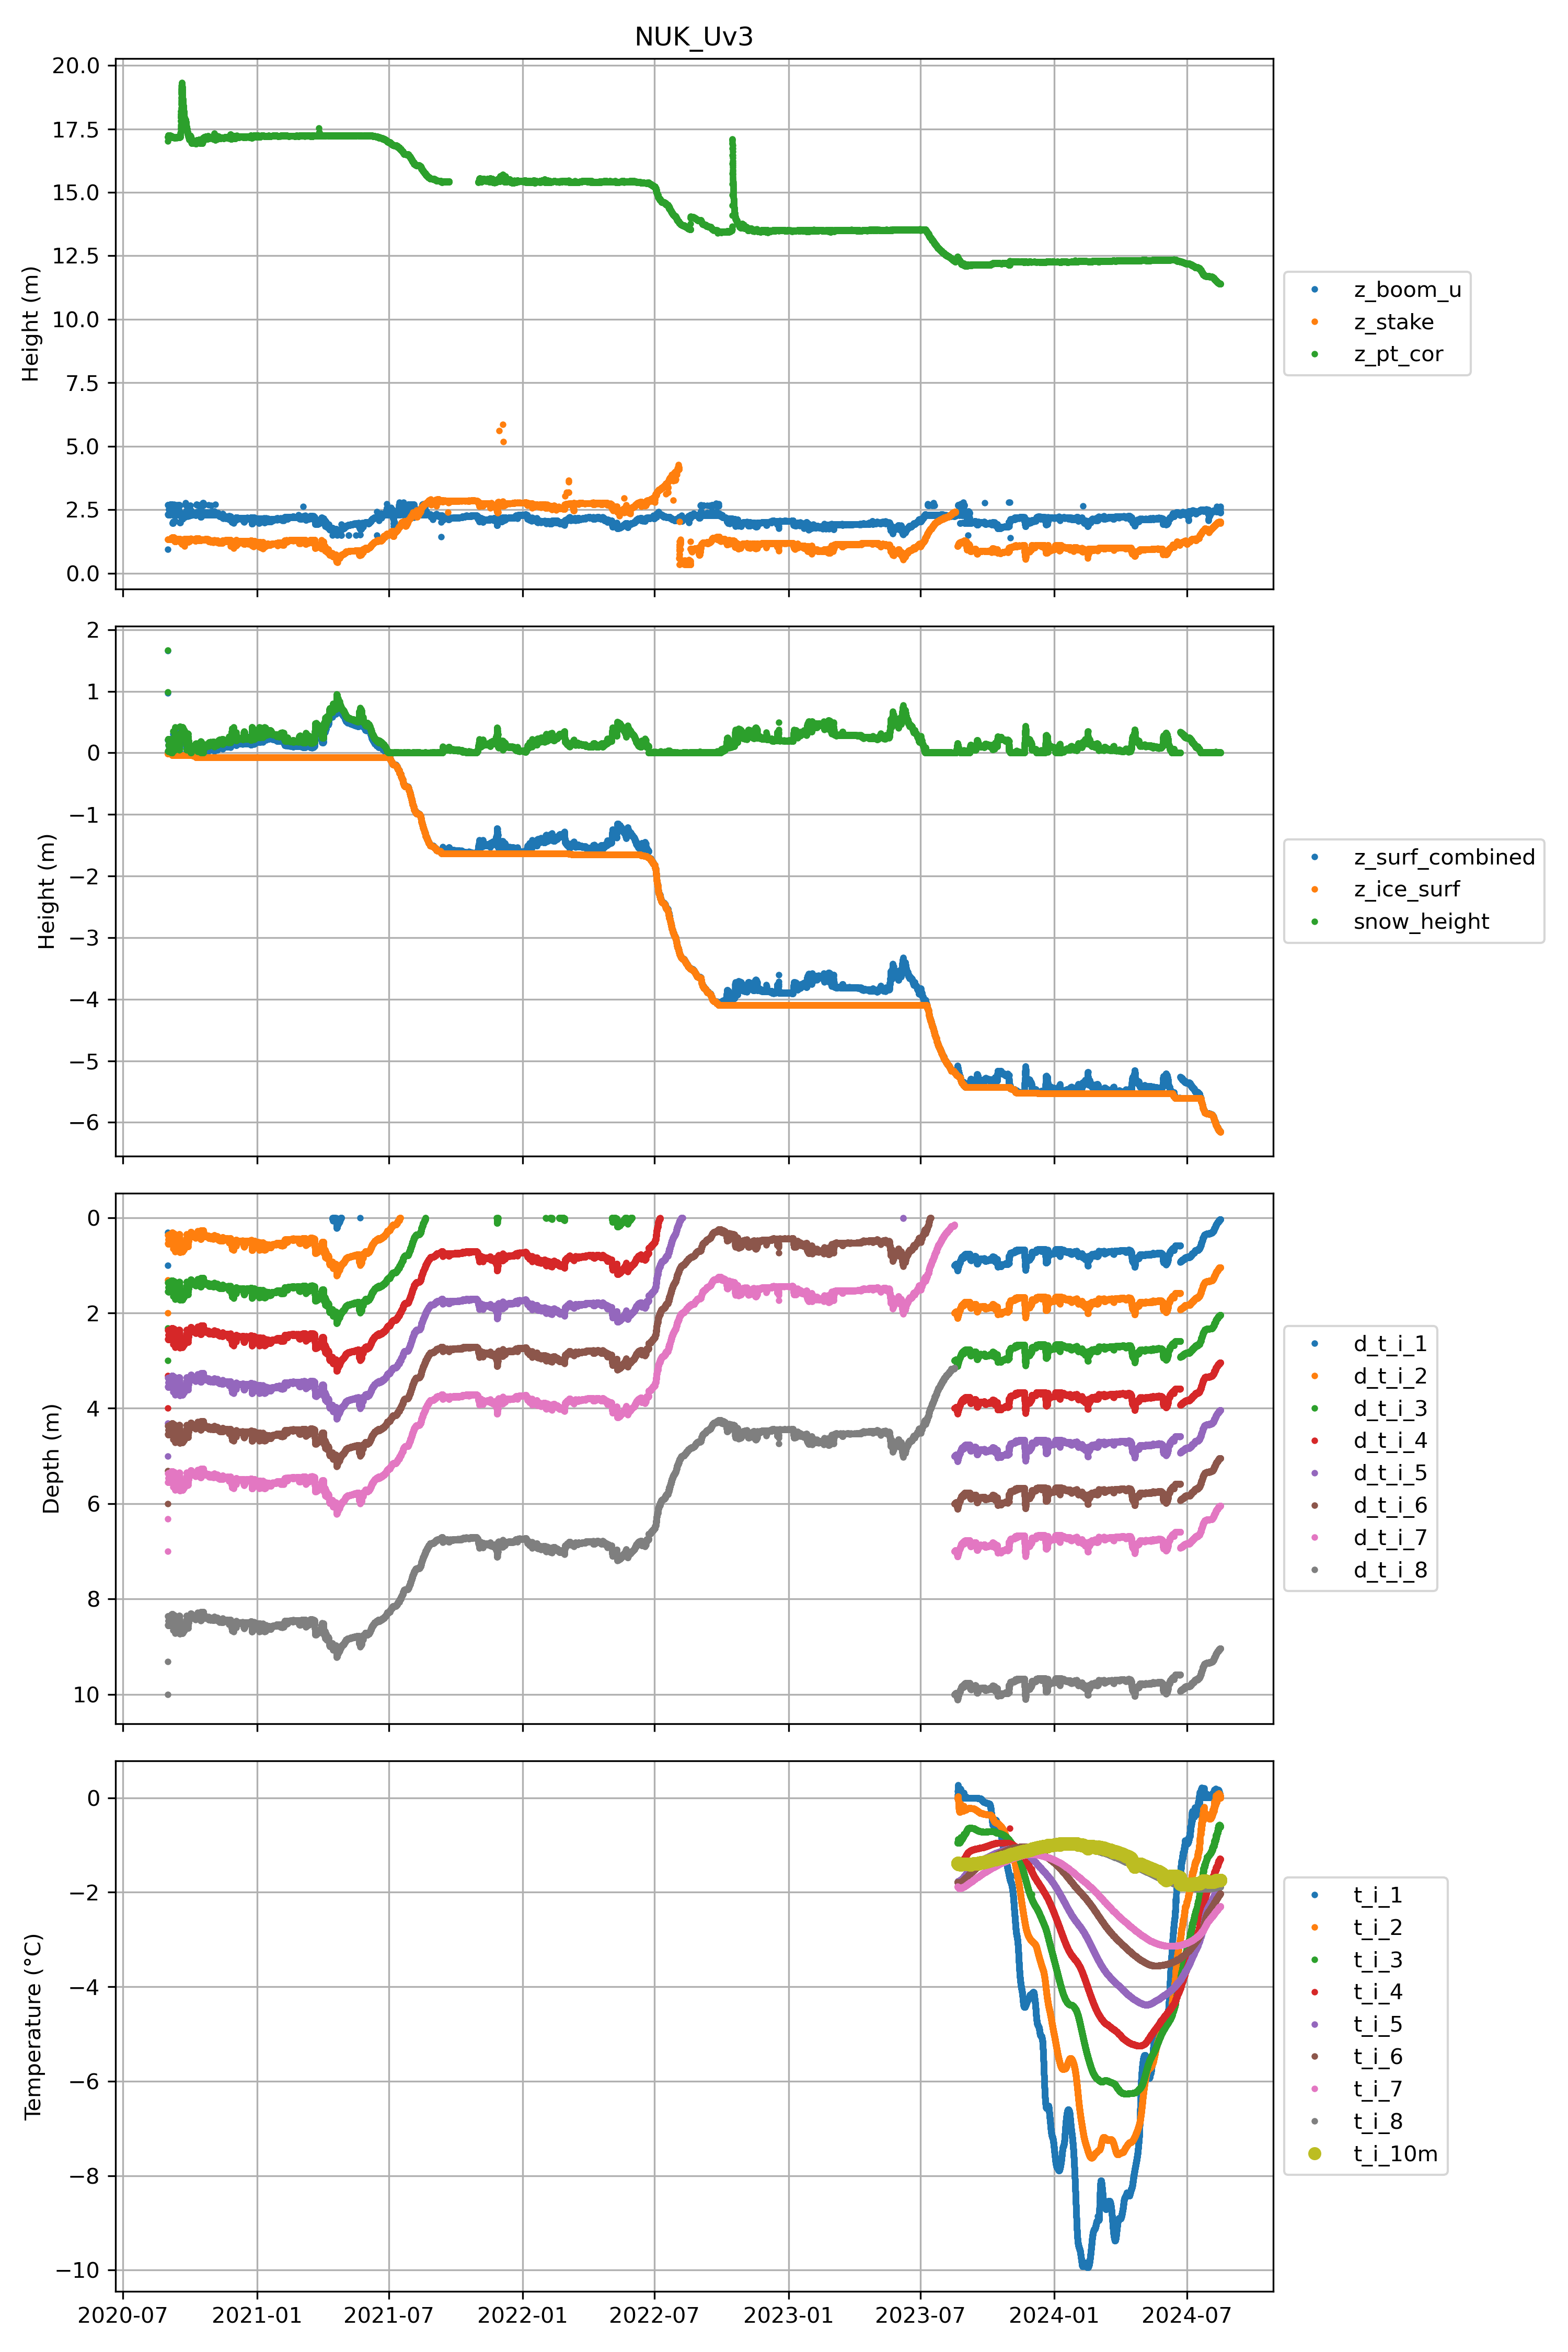 NUK_Uv3
20.0
17.5
15.0
12.5
10.0
7.5
5.0
2.5
0.0
Height (m)
z_boom_u
z_stake
z_pt_cor
2
1
0
−1
−2
−3
−4
−5
−6
Height (m)
z_surf_combined
z_ice_surf
snow_height
0
2
4
6
8
10
Depth (m)
d_t_i_1
d_t_i_2
d_t_i_3
d_t_i_4
d_t_i_5
d_t_i_6
d_t_i_7
d_t_i_8
0
−2
−4
−6
−8
−10
Temperature (°C)
t_i_1
t_i_2
t_i_3
t_i_4
t_i_5
t_i_6
t_i_7
t_i_8
t_i_10m
2020-07 2021-01 2021-07 2022-01 2022-07 2023-01 2023-07 2024-01 2024-07